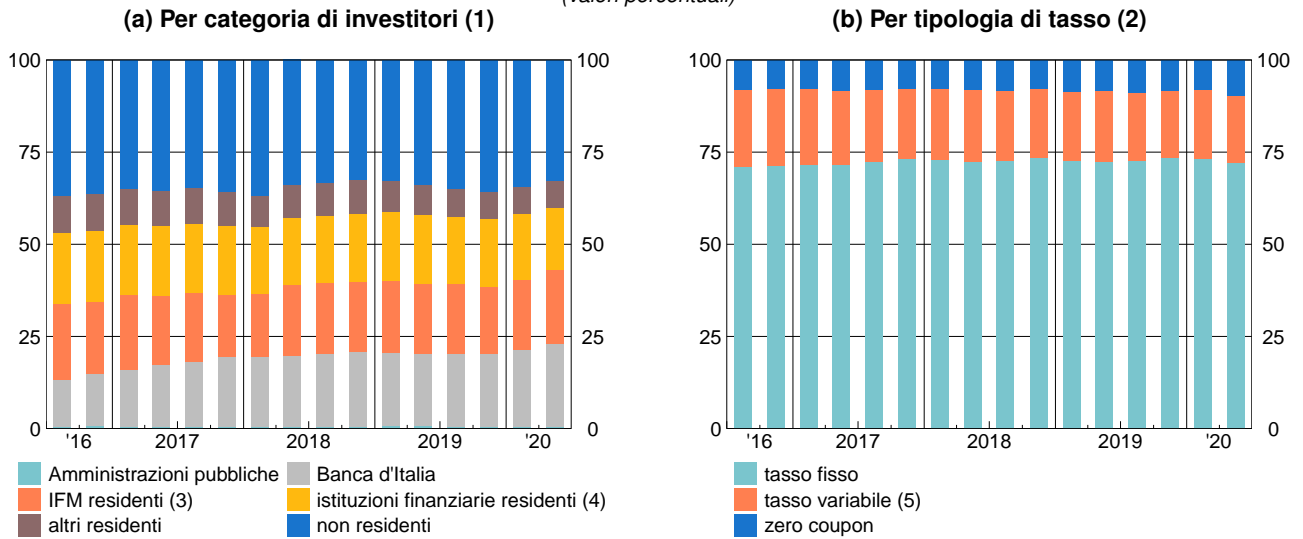 (valori percentuali)
(a) Per categoria di investitori (1)
(b) Per tipologia di tasso (2)
100 100
75 75
50 50
25 25
0 0
'16 2017 2018 2019 '20
Amministrazioni pubbliche
Banca d'Italia
IFM residenti (3)
istituzioni finanziarie residenti (4)
altri residenti
non residenti
100 100
75 75
50 50
25 25
0 0
'16 2017 2018 2019 '20
tasso fisso
tasso variabile (5)
zero coupon